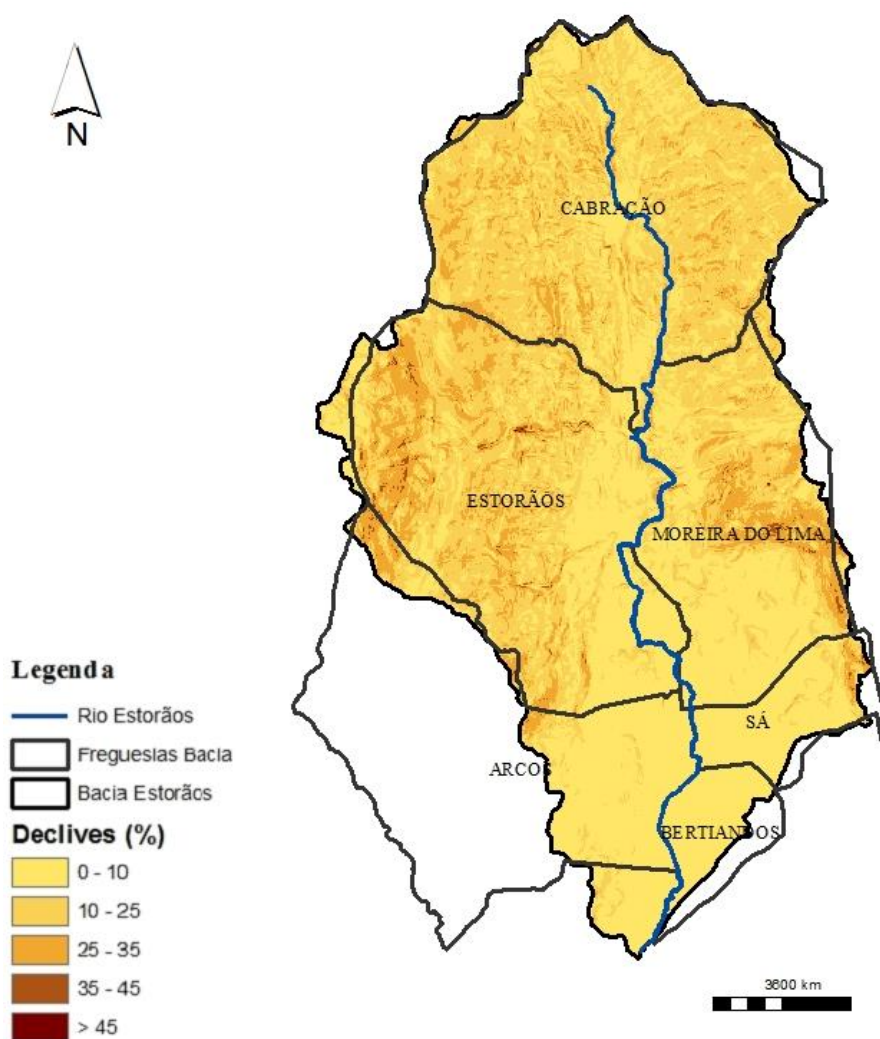 N
CABRAÇÃO
ESTORÃOS
MOREIRA DO LIMA
SÁ
ARCOS
BERTIANDOS
Legenda
Rio Estorãos
Freguesias Bacia
Bacia Estorãos
Declives (%)
0 - 10
10 - 25
25 - 35
35 - 45
> 45
3600 km